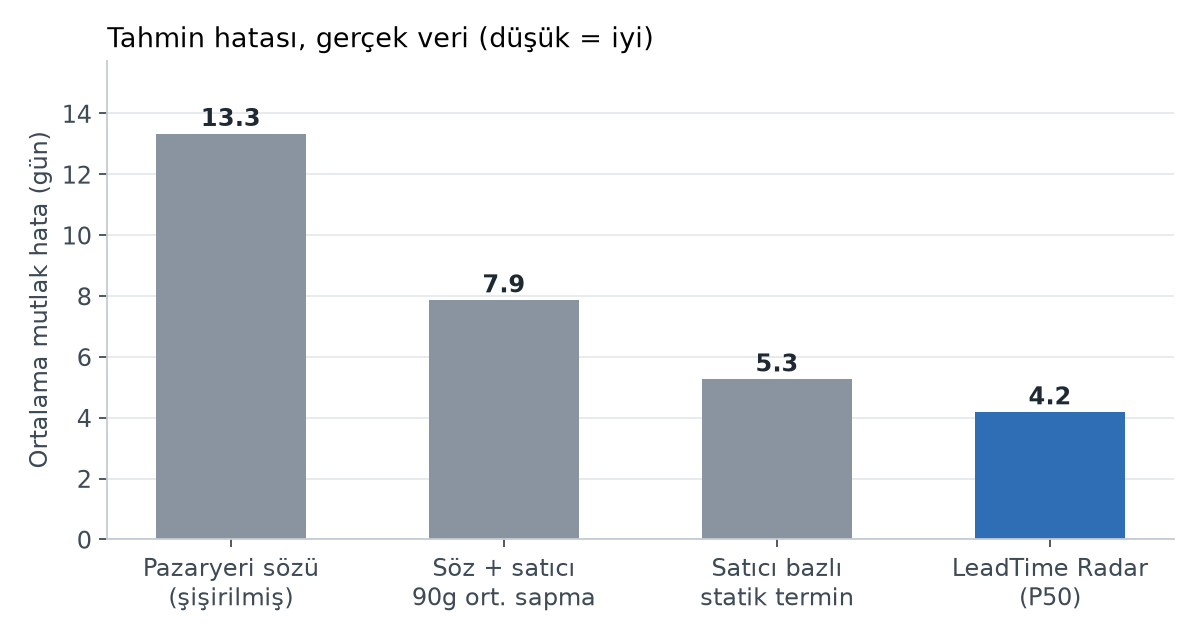 Tahmin hatası, gerçek veri (düşük = iyi)
Ortalama mutlak hata (gün)
14
12
10
8
6
4
2
0
13.3
7.9
5.3
4.2
Pazaryeri sözü
(şişirilmiş)
Söz + satıcı
90g ort. sapma
Satıcı bazlı
statik termin
LeadTime Radar
(P50)